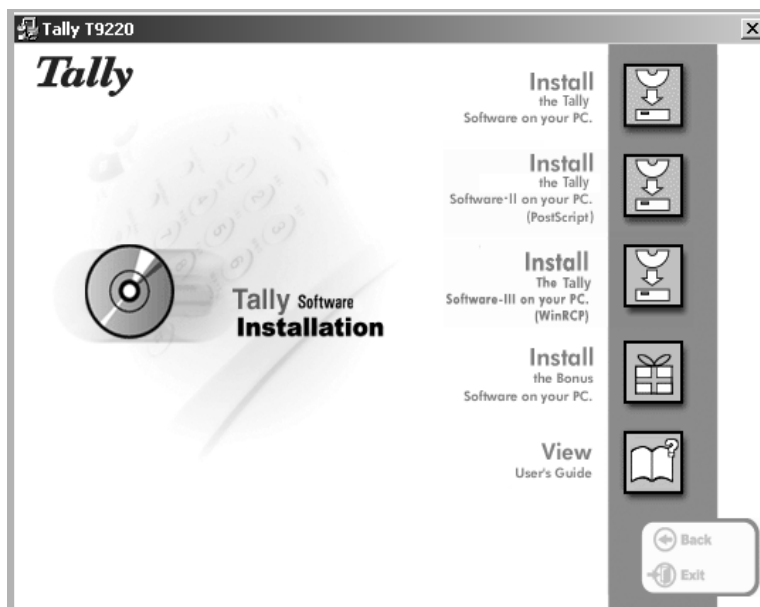 Tally T9220
Tally
Install
the Tally
Software on your PC.
Install
the Tally
Software·II on your PC.
(PostScript)
Install
The Tally
Software-III on your PC.
(WinRCP)
Install
the Bonus
Software on your PC.
View
User's Guide
Tally Software
Installation
Back
Exit